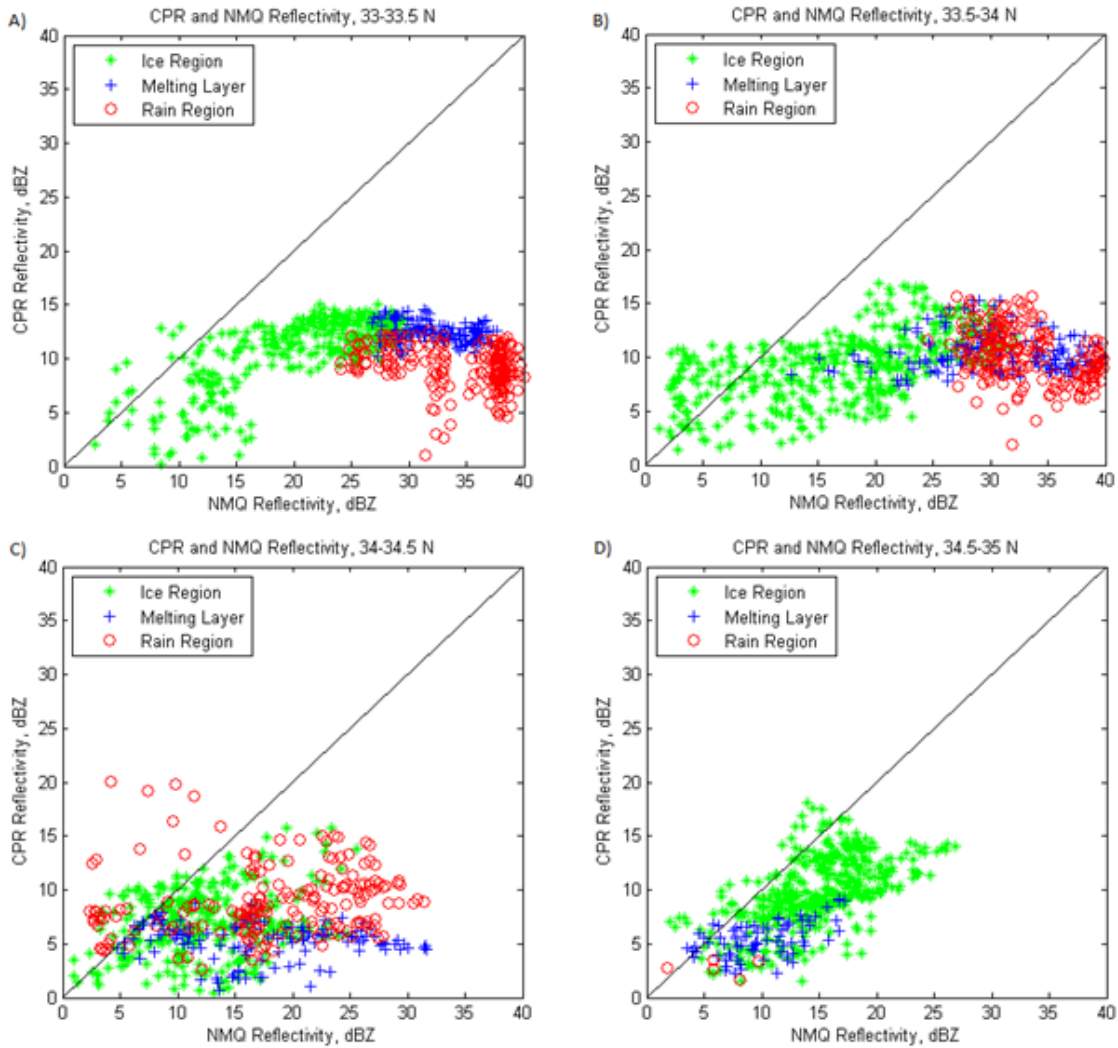 A)
CPR and NMQ Reflectivity, 33-33.5 N
40
35
30
25
20
15
10
5
0
CPR Reflectivity, dBZ
Ice Region
Melting Layer
Rain Region
0 5 10 15 20 25 30 35 40
NMQ Reflectivity, dBZ
B)
CPR and NMQ Reflectivity, 33.5-34 N
40
35
30
25
20
15
10
5
0
CPR Reflectivity, dBZ
Ice Region
Melting Layer
Rain Region
0 5 10 15 20 25 30 35 40
NMQ Reflectivity, dBZ
C)
CPR and NMQ Reflectivity, 34-34.5 N
40
35
30
25
20
15
10
5
0
CPR Reflectivity, dBZ
Ice Region
Melting Layer
Rain Region
0 5 10 15 20 25 30 35 40
NMQ Reflectivity, dBZ
D)
CPR and NMQ Reflectivity, 34.5-35 N
40
35
30
25
20
15
10
5
0
CPR Reflectivity, dBZ
Ice Region
Melting Layer
Rain Region
0 5 10 15 20 25 30 35 40
NMQ Reflectivity, dBZ